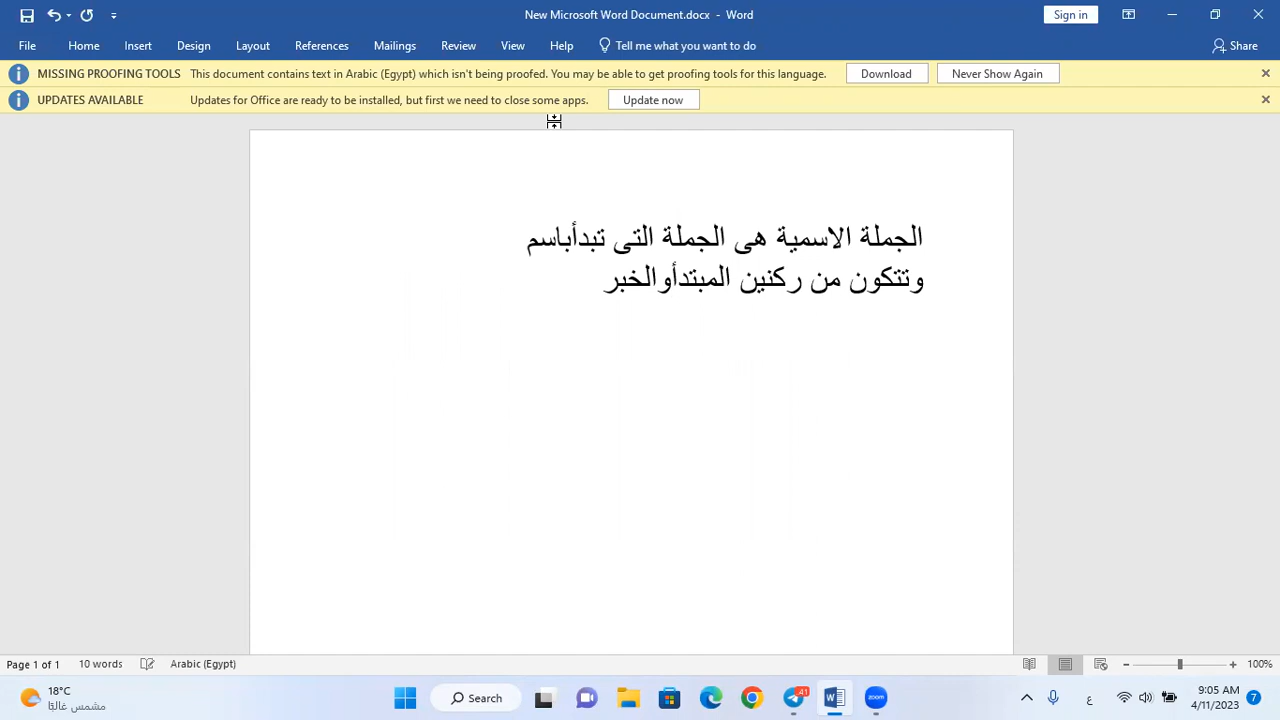 New Microsoft Word Document.docx - Word
Sign in
File Home Insert Design Layout References Mailings Review View Help Tell me what you want to do Share
MISSING PROOFING TOOLS This document contains text in Arabic (Egypt) which isn't being proofed. You may be able to get proofing tools for this language. Download Never Show Again
UPDATES AVAILABLE Updates for Office are ready to be installed, but first we need to close some apps. Update now
الجملة الاسمية هى الجملة التى تبدأباسم
وتتكون من ركنين المبتدأوالخبر
Page 1 of 1 10 words Arabic (Egypt) 100%
18°C
مشمس غالبًا
Search
41
zoom
ع
9:05 AM
4/11/2023
7